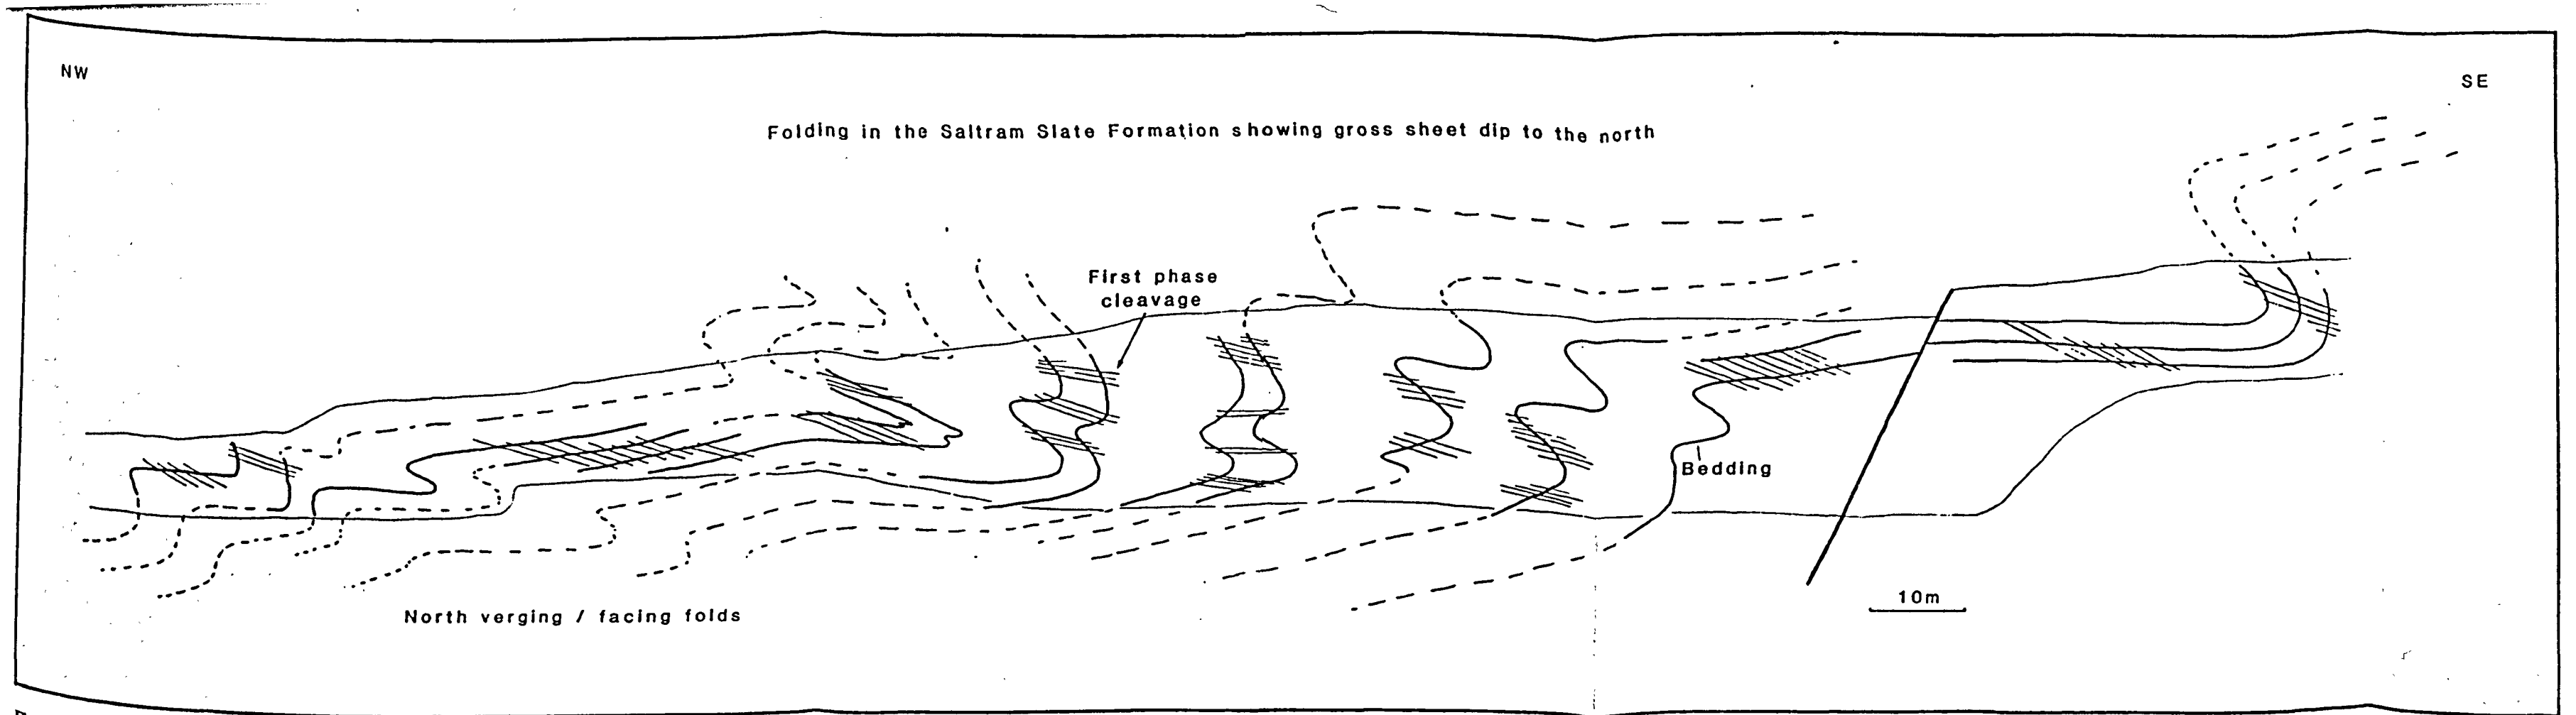 NW
SE
Folding in the Saltram Slate Formation showing gross sheet dip to the north
First phase
cleavage
Bedding
10m
North verging / facing folds